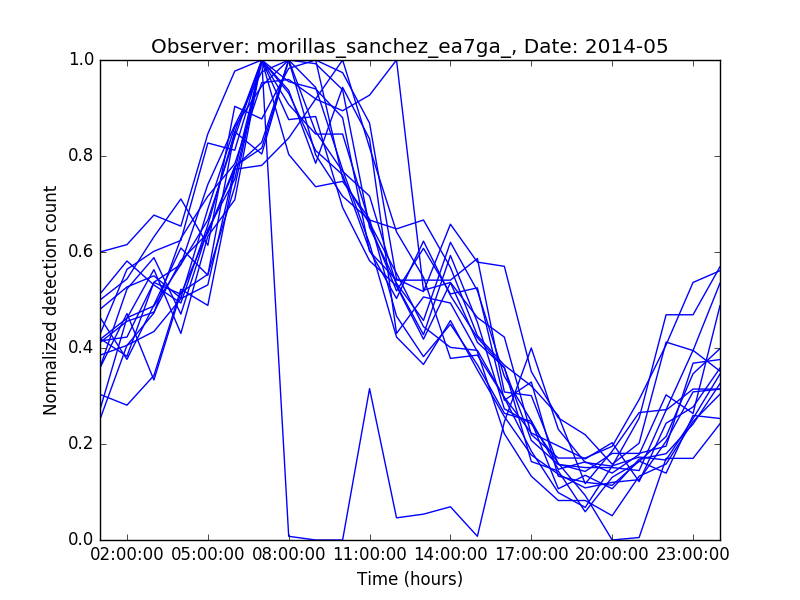 Observer: morillas_sanchez_ea7ga_, Date: 2014-05
1.0
0.8
0.6
0.4
0.2
0.0
Normalized detection count
02:00:00 05:00:00 08:00:00 11:00:00 14:00:00 17:00:00 20:00:00 23:00:00
Time (hours)